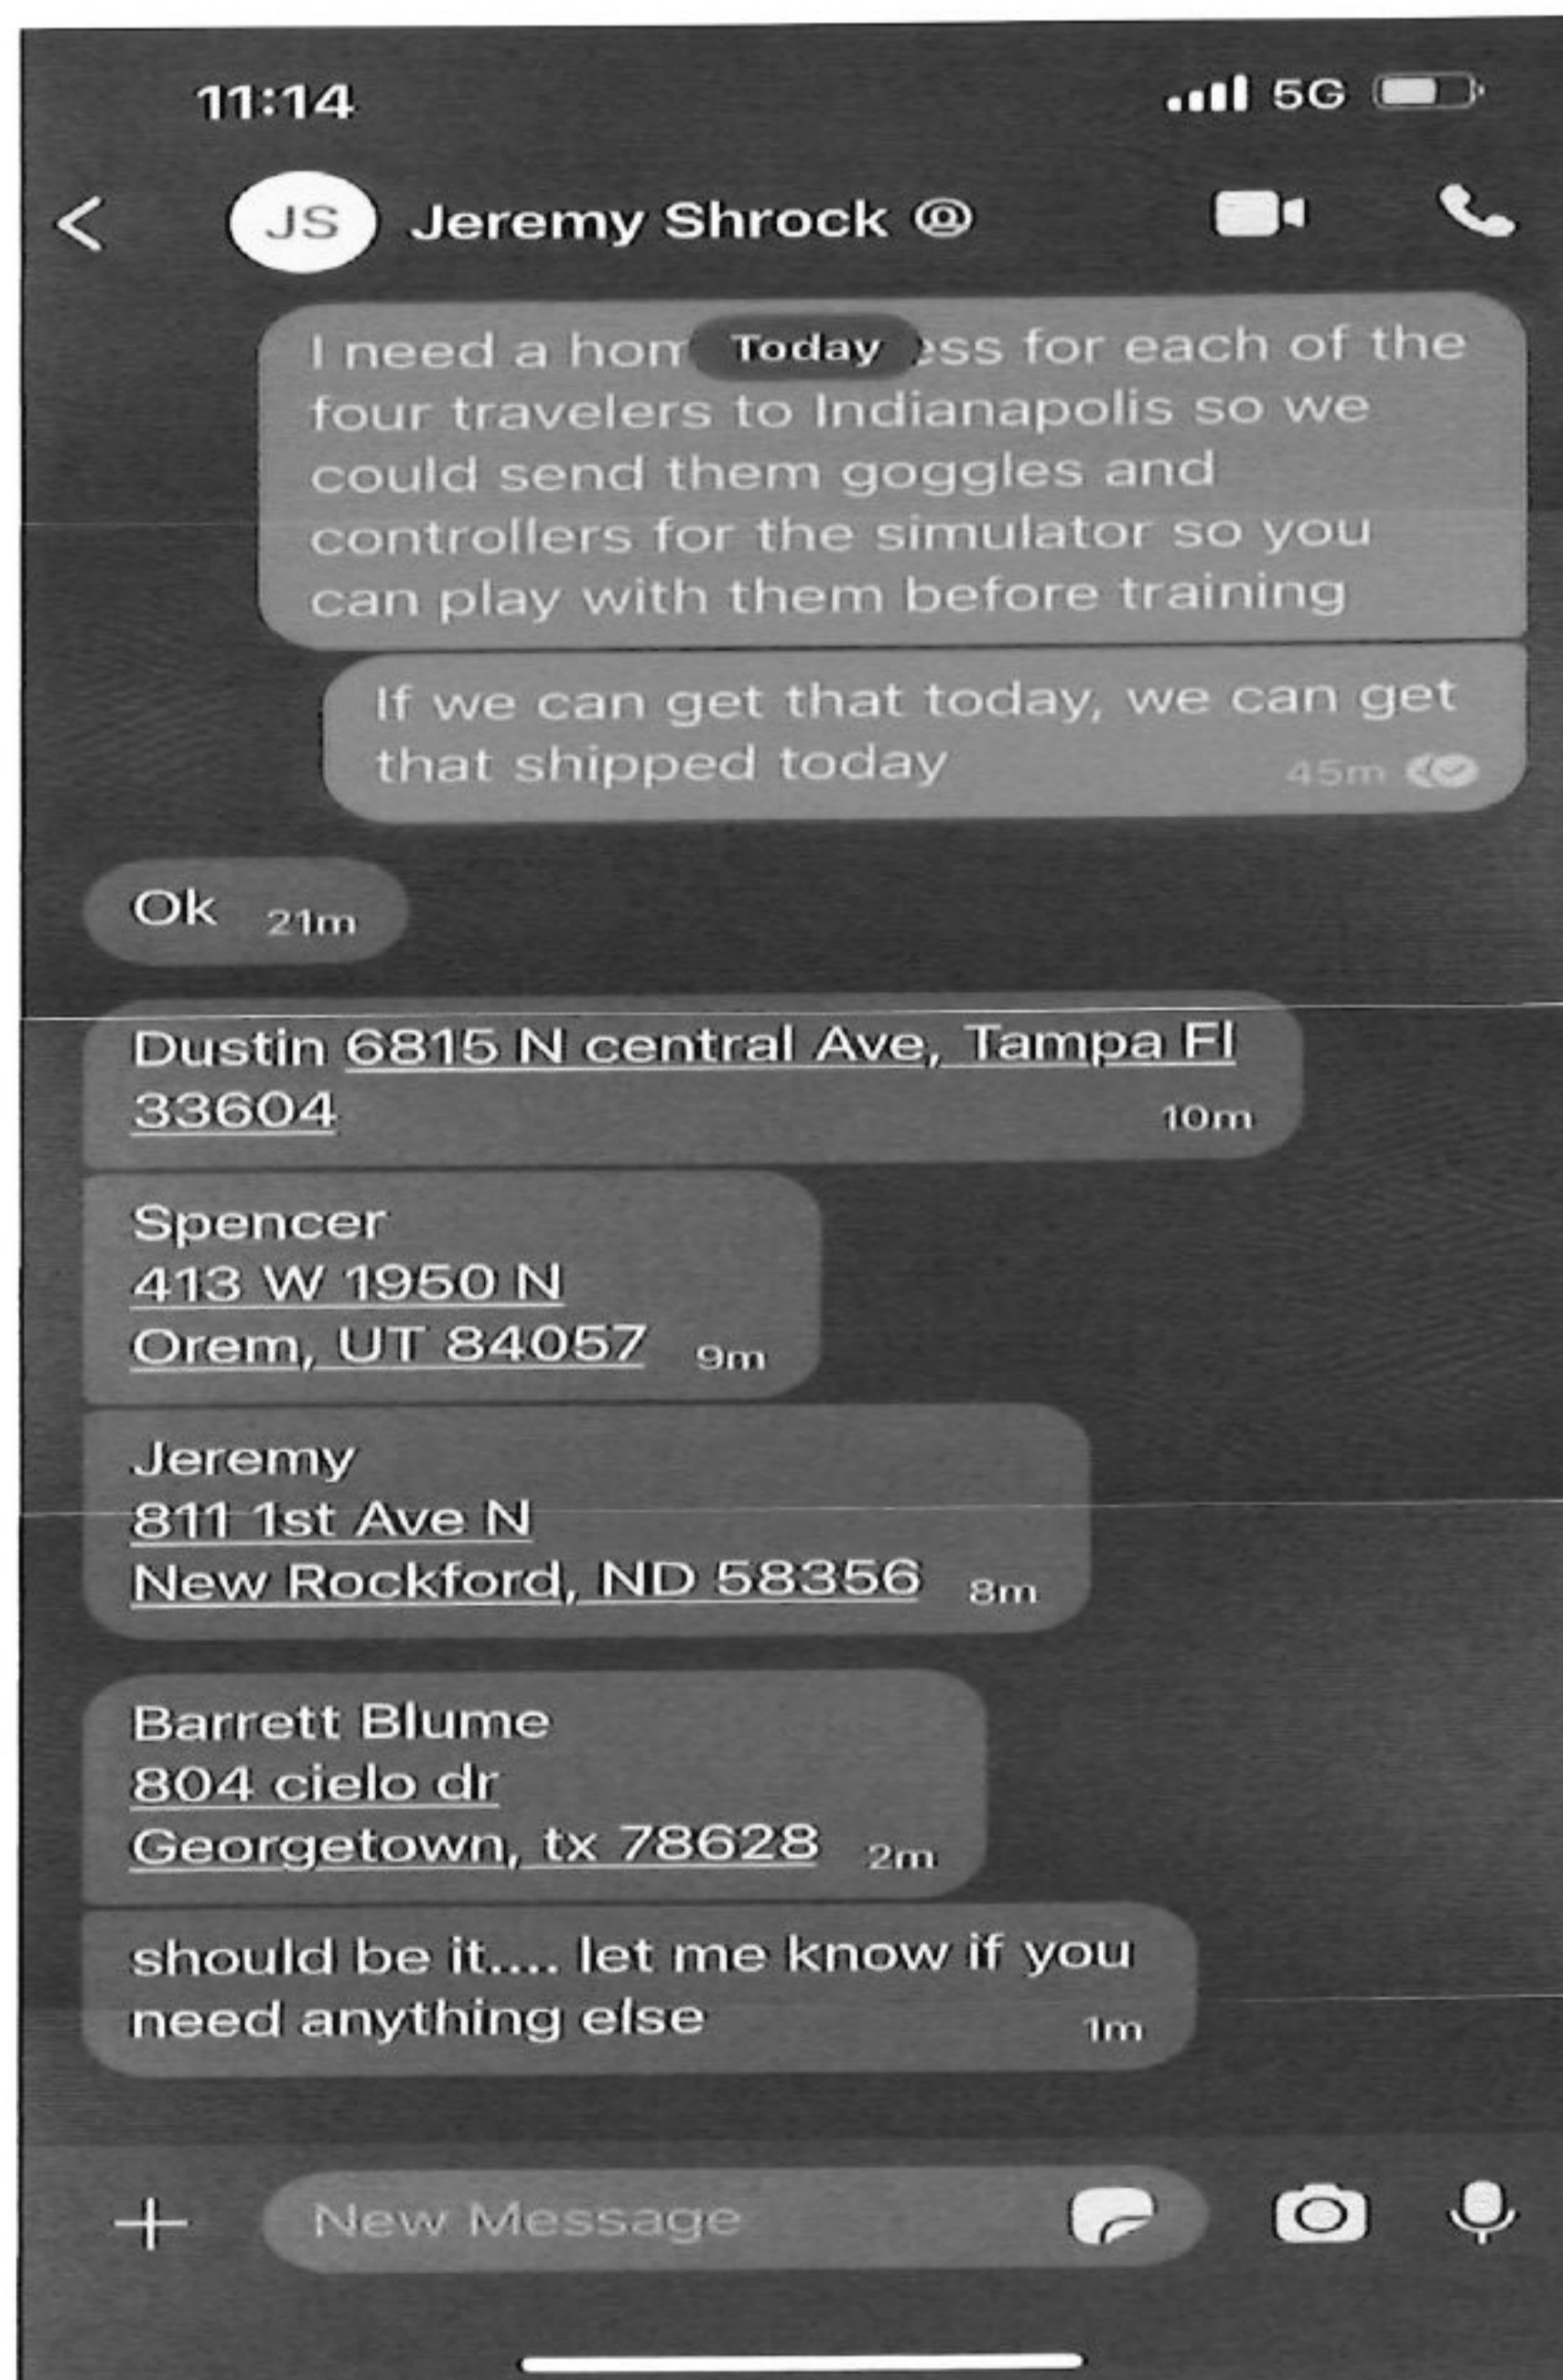 11:14
5G
JS
Jeremy Shrock
I need a hom Today ess for each of the
four travelers to Indianapolis so we
could send them goggles and
controllers for the simulator so you
can play with them before training
If we can get that today, we can get
that shipped today
45m
Ok 21m
Dustin 6815 N central Ave, Tampa Fl
33604
10m
Spencer
413 W 1950 N
Orem, UT 84057 9m
Jeremy
811 1st Ave N
New Rockford, ND 58356 8m
Barrett Blume
804 cielo dr
Georgetown, tx 78628 2m
should be it.... let me know if you
need anything else
1m
New Message